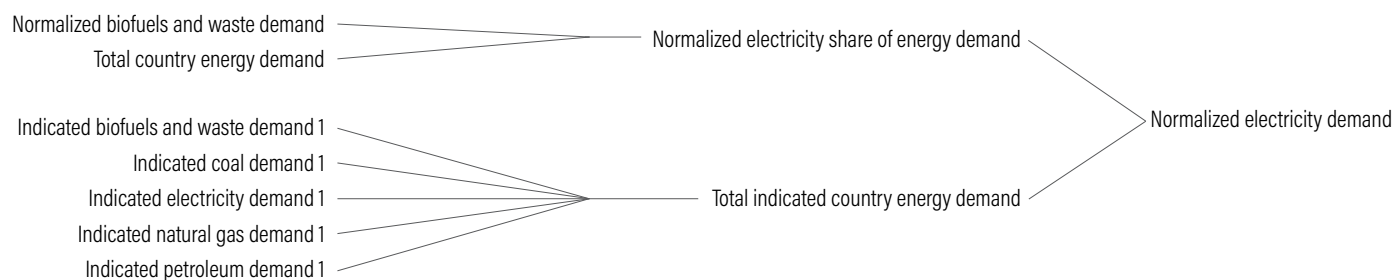 Normalized biofuels and waste demand
Total country energy demand
Normalized electricity share of energy demand
Indicated biofuels and waste demand 1
Indicated coal demand 1
Indicated electricity demand 1
Indicated natural gas demand 1
Indicated petroleum demand 1
Total indicated country energy demand
Normalized electricity demand